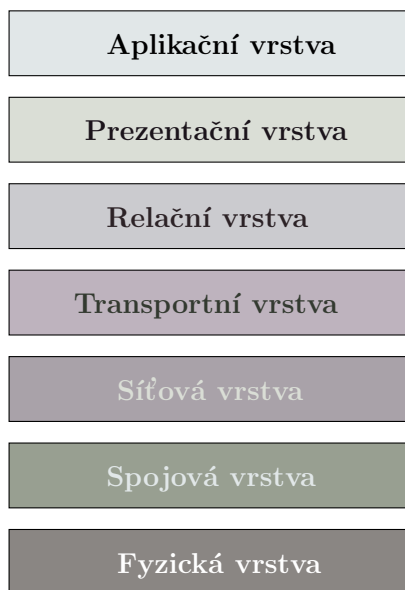 Aplikační vrstva
Prezentační vrstva
Relační vrstva
Transportní vrstva
Síťová vrstva
Spojová vrstva
Fyzická vrstva